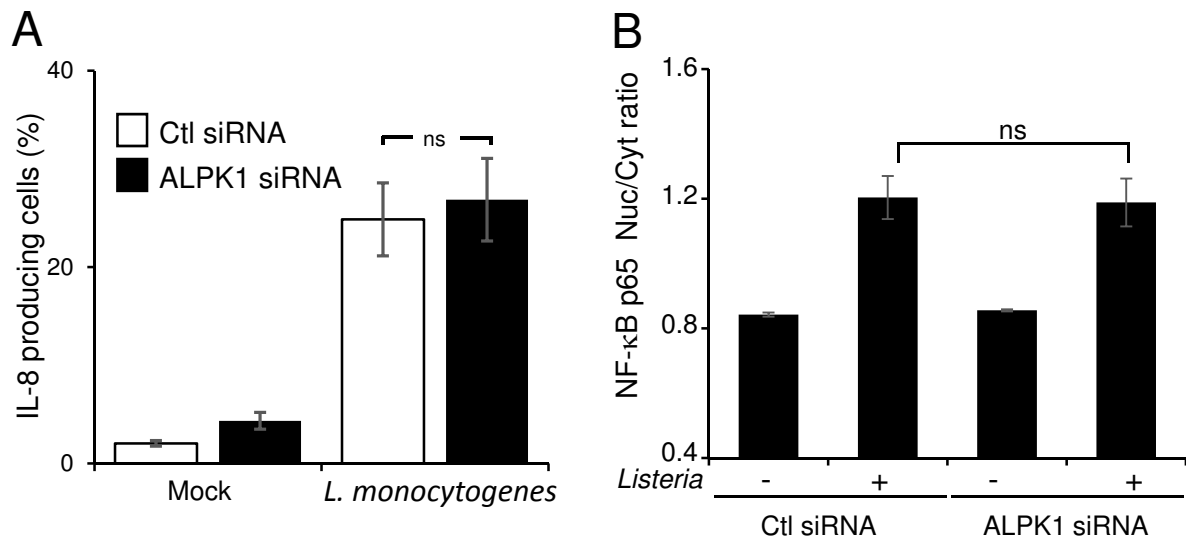 A
IL-8 producing cells (%)
40
20
0
Ctl siRNA
ALPK1 siRNA
ns
Mock
L. monocytogenes
B
NF-κB p65 Nuc/Cyt ratio
1.6
1.2
0.8
0.4
ns
Listeria - + - +
Ctl siRNA ALPK1 siRNA